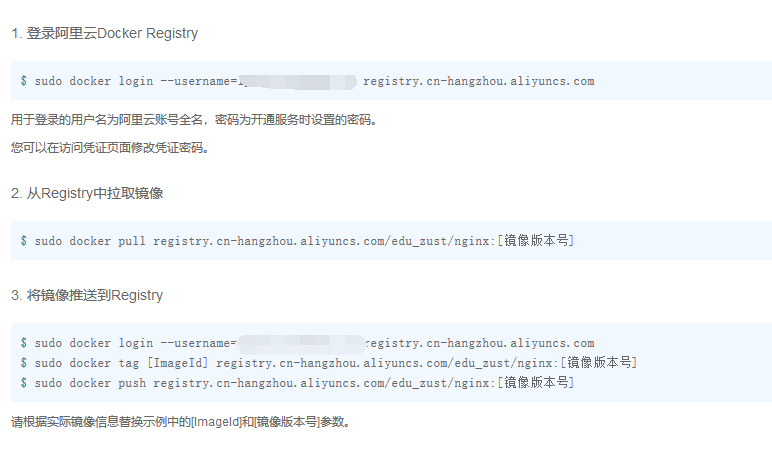 1. 登录阿里云Docker Registry
$ sudo docker login --username= registry.cn-hangzhou.aliyuncs.com
用于登录的用户名为阿里云账号全名，密码为开通服务时设置的密码。
您可以在访问凭证页面修改凭证密码。
2. 从Registry中拉取镜像
$ sudo docker pull registry.cn-hangzhou.aliyuncs.com/edu_zust/nginx:[镜像版本号]
3. 将镜像推送到Registry
$ sudo docker login --username= registry.cn-hangzhou.aliyuncs.com
$ sudo docker tag [ImageId] registry.cn-hangzhou.aliyuncs.com/edu_zust/nginx:[镜像版本号]
$ sudo docker push registry.cn-hangzhou.aliyuncs.com/edu_zust/nginx:[镜像版本号]
请根据实际镜像信息替换示例中的[ImageId]和[镜像版本号]参数。